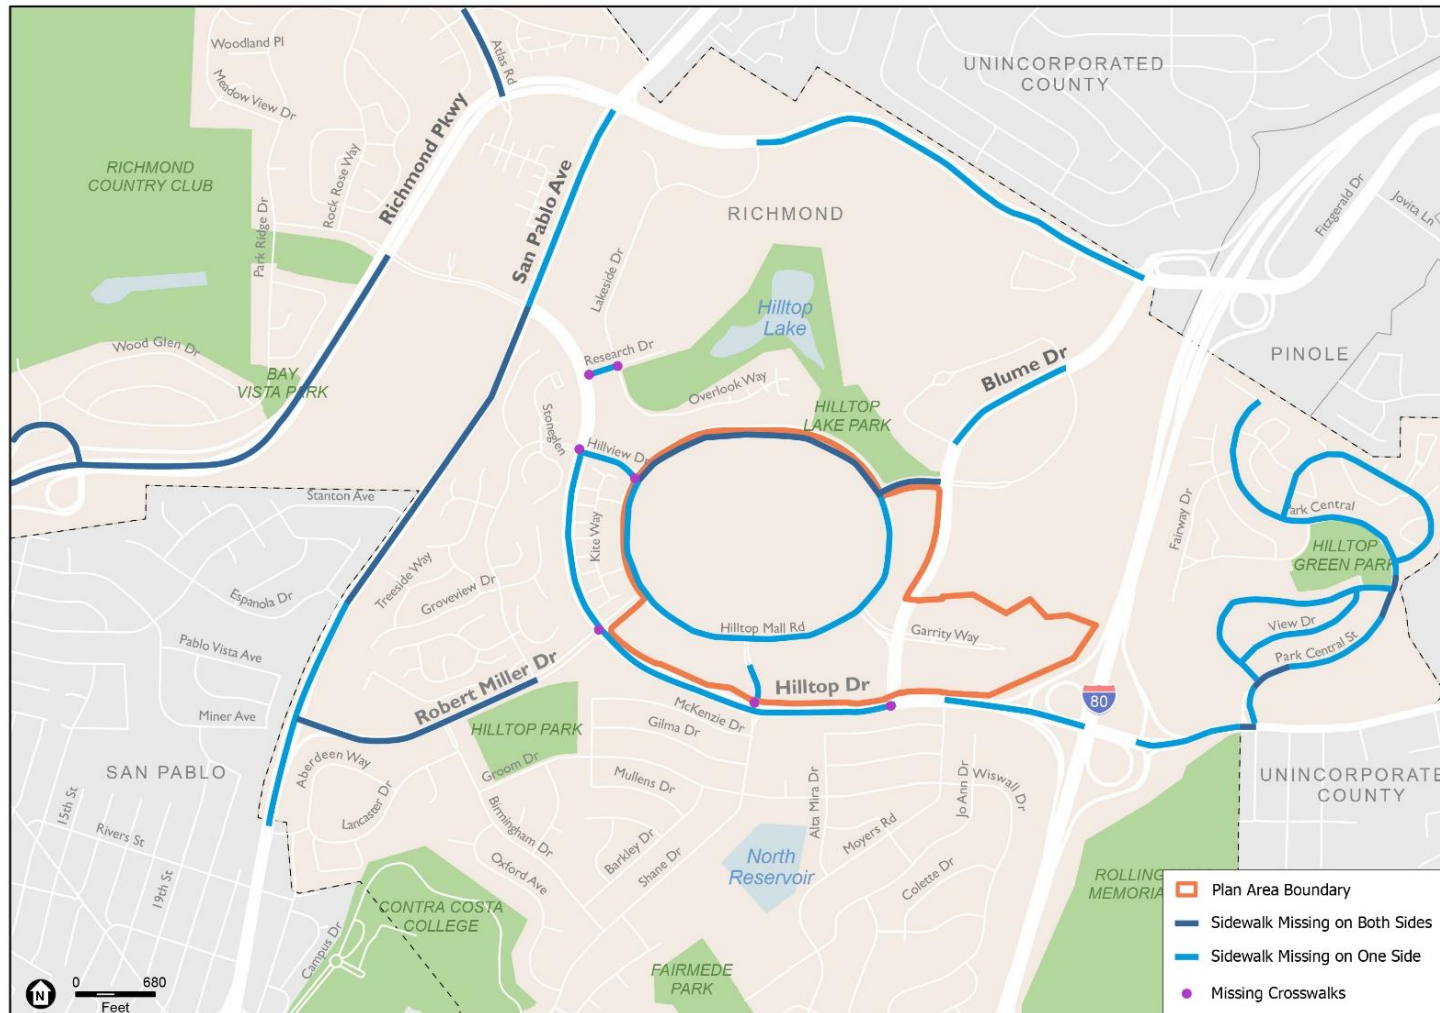 Woodland Pl
Atlas Rd
UNINCORPORATED
COUNTY
Meadow View Dr
Richmond Pkwy
RICHMOND
COUNTRY CLUB
Rock Rose Way
San Pablo Ave
Park Ridge Dr
RICHMOND
Fitzgerald Dr
Jovita Ln
Lakeside Dr
Hilltop
Lake
Wood Glen Dr
Research Dr
Blume Dr
PINOLE
BAY
VISTA PARK
Overlook Way
HILLTOP
LAKE PARK
Stoneglen
Hillview Dr
Stanton Ave
Kite Way
Fairway Dr
Park Central
HILLTOP
GREEN PARK
Treeside Way
Groveview Dr
Espanola Dr
Hilltop Mall Rd
Garrity Way
View Dr
Park Central St
Pablo Vista Ave
Robert Miller Dr
Hilltop Dr
80
Miner Ave
McKenzie Dr
HILLTOP PARK
Gilma Dr
SAN PABLO
Aberdeen Way
Groom Dr
Mullens Dr
Alta Mira Dr
Jo Ann Dr
Wiswall Dr
UNINCORPORATE
COUNTY
15th St
Lancaster Dr
Birmingham Dr
Rivers St
Barkley Dr
Moyers Rd
Shane Dr
Oxford Ave
North
Reservoir
Colette Dr
19th St
ROLLING
MEMORIA
CONTRA COSTA
COLLEGE
Campus Dr
FAIRMEDE
PARK
Plan Area Boundary
Sidewalk Missing on Both Sides
Sidewalk Missing on One Side
Missing Crosswalks
N
0 680
Feet